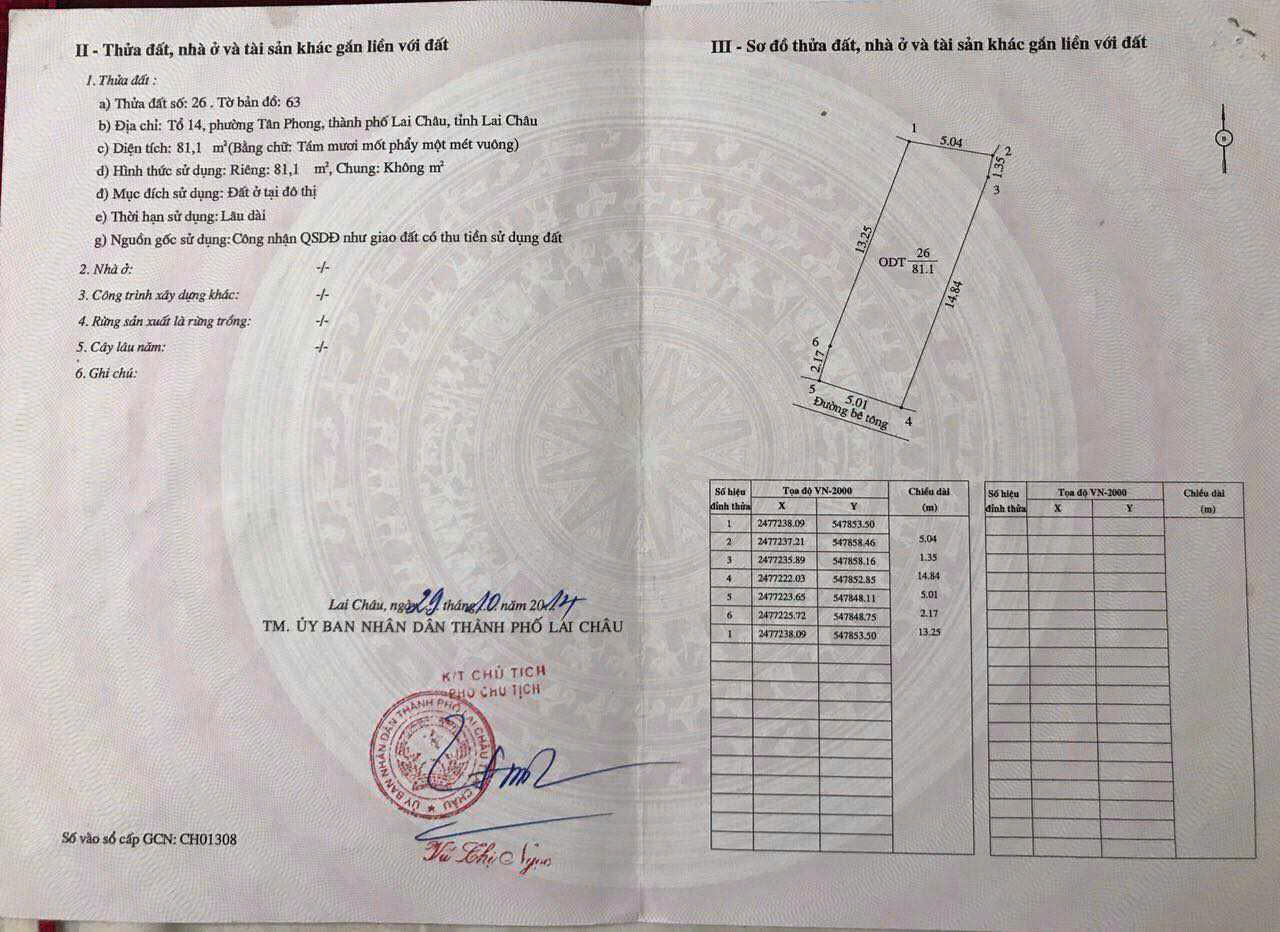 II - Thửa đất, nhà ở và tài sản khác gắn liền với đất
1. Thửa đất :
a) Thửa đất số: 26 . Tờ bản đồ: 63
b) Địa chỉ: Tổ 14, phường Tân Phong, thành phố Lai Châu, tỉnh Lai Châu
c) Diện tích: 81,1 m²(Bằng chữ: Tám mươi mốt phẩy một mét vuông)
d) Hình thức sử dụng: Riêng: 81,1 m², Chung: Không m²
đ) Mục đích sử dụng: Đất ở tại đô thị
e) Thời hạn sử dụng: Lâu dài
g) Nguồn gốc sử dụng: Công nhận QSDĐ như giao đất có thu tiền sử dụng đất
2. Nhà ở: -/-
3. Công trình xây dựng khác: -/-
4. Rừng sản xuất là rừng trồng: -/-
5. Cây lâu năm: -/-
6. Ghi chú:
Lai Châu, ngày 29 tháng 10 năm 2014
TM. ỦY BAN NHÂN DÂN THÀNH PHỐ LAI CHÂU
K/T CHỦ TỊCH
PHÓ CHỦ TỊCH
ỦY BAN NHÂN DÂN THÀNH PHỐ LAI CHÂU
Vũ Thị Ngọc
Số vào sổ cấp GCN: CH01308
III - Sơ đồ thửa đất, nhà ở và tài sản khác gắn liền với đất
1
5.04
2
1.35
3
13.25
ODT 26
81.1
14.84
6
2.17
5
5.01
4
Đường bê tông
Số hiệu đỉnh thửa Tọa độ VN-2000 Chiều dài (m)
X Y
1 2477238.09 547853.50
5.04
2 2477237.21 547858.46
1.35
3 2477235.89 547858.16
14.84
4 2477222.03 547852.85
5.01
5 2477223.65 547848.11
2.17
6 2477225.72 547848.75
13.25
1 2477238.09 547853.50
Số hiệu đỉnh thửa Tọa độ VN-2000 Chiều dài (m)
X Y